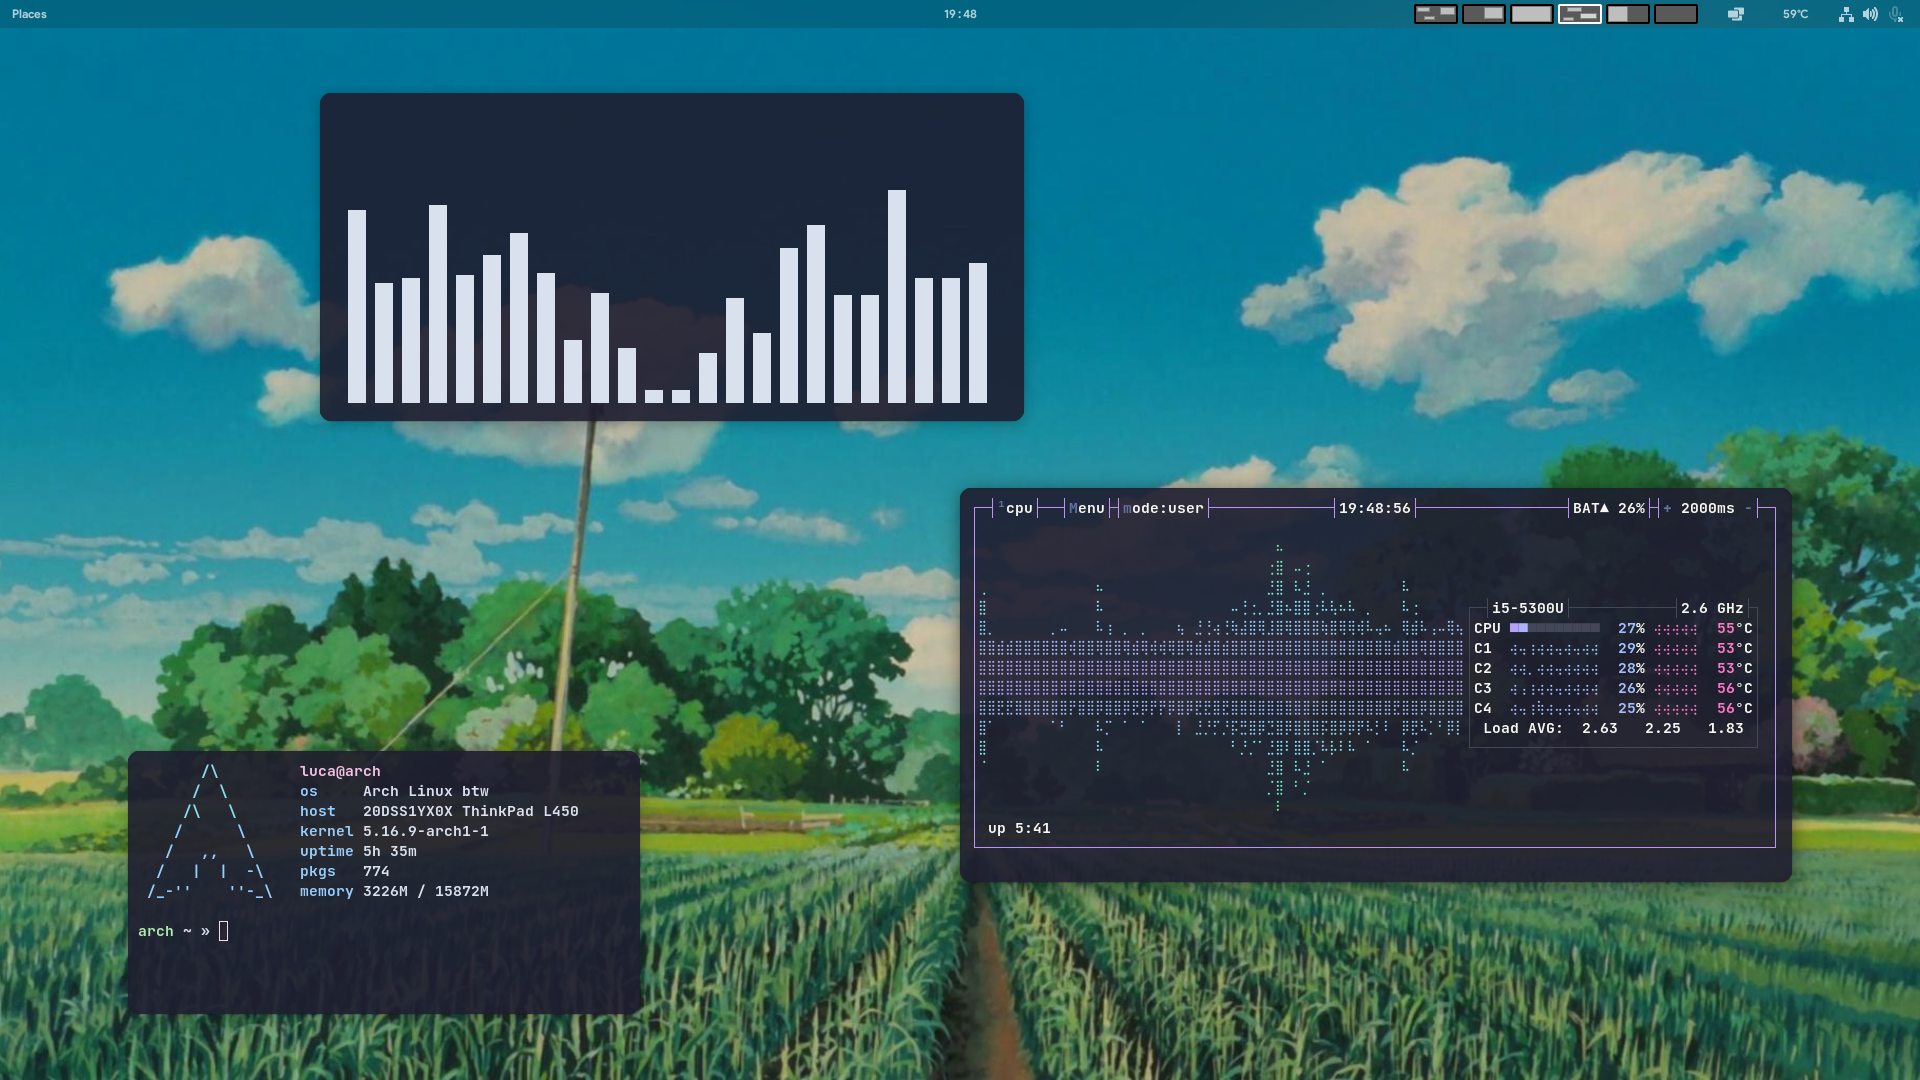 Places 19:48 59°C
¹cpu Menu mode:user 19:48:56 BAT▲ 26% + 2000ms -
i5-5300U 2.6 GHz
CPU 27% 55°C
C1 29% 53°C
C2 28% 53°C
C3 26% 56°C
C4 25% 56°C
Load AVG: 2.63 2.25 1.83
up 5:41
luca@arch
os Arch Linux btw
host 20DSS1YX0X ThinkPad L450
kernel 5.16.9-arch1-1
uptime 5h 35m
pkgs 774
memory 3226M / 15872M
arch ~ »